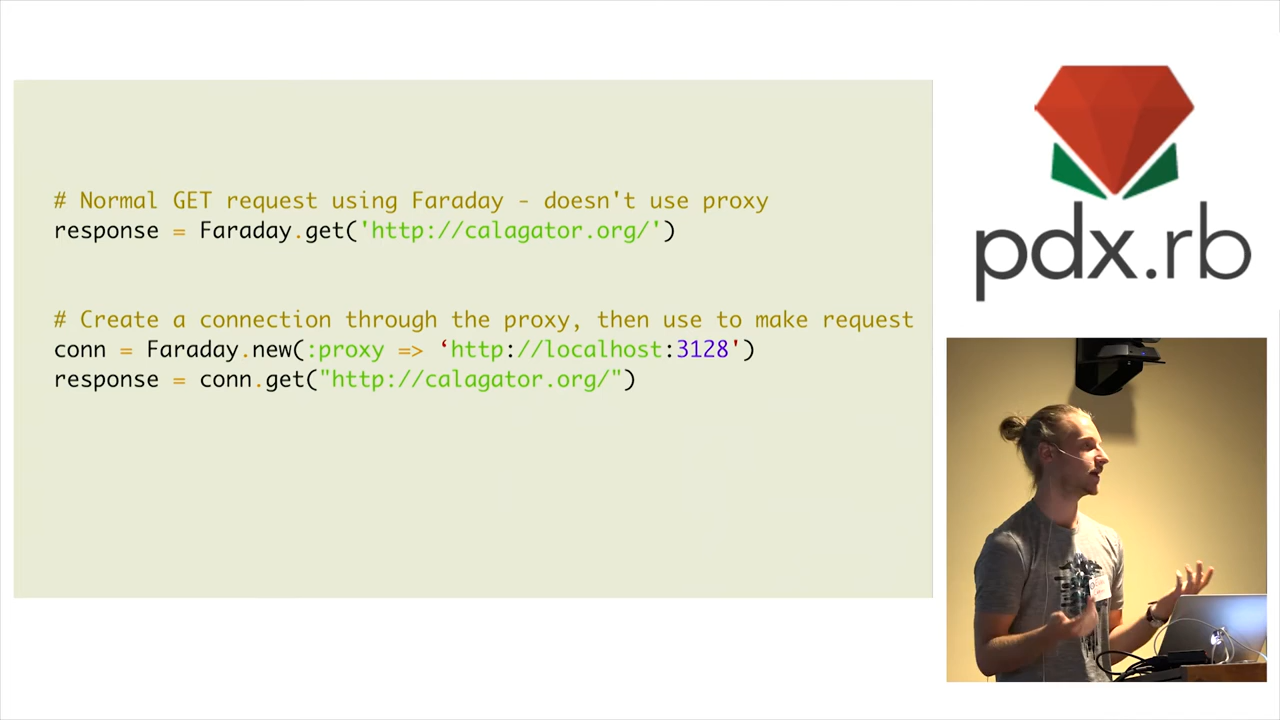 # Normal GET request using Faraday - doesn't use proxy
response = Faraday.get('http://calagator.org/')
# Create a connection through the proxy, then use to make request
conn = Faraday.new(:proxy => ‘http://localhost:3128')
response = conn.get("http://calagator.org/")
pdx.rb